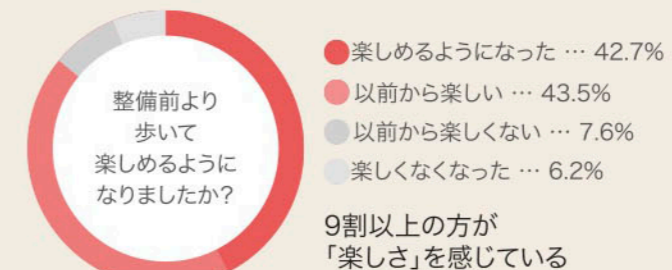 整備前より
歩いて
楽しめるように
なりましたか?
楽しめるようになった … 42.7%
以前から楽しい … 43.5%
以前から楽しくない … 7.6%
楽しくなくなった … 6.2%
9割以上の方が
「楽しさ」を感じている